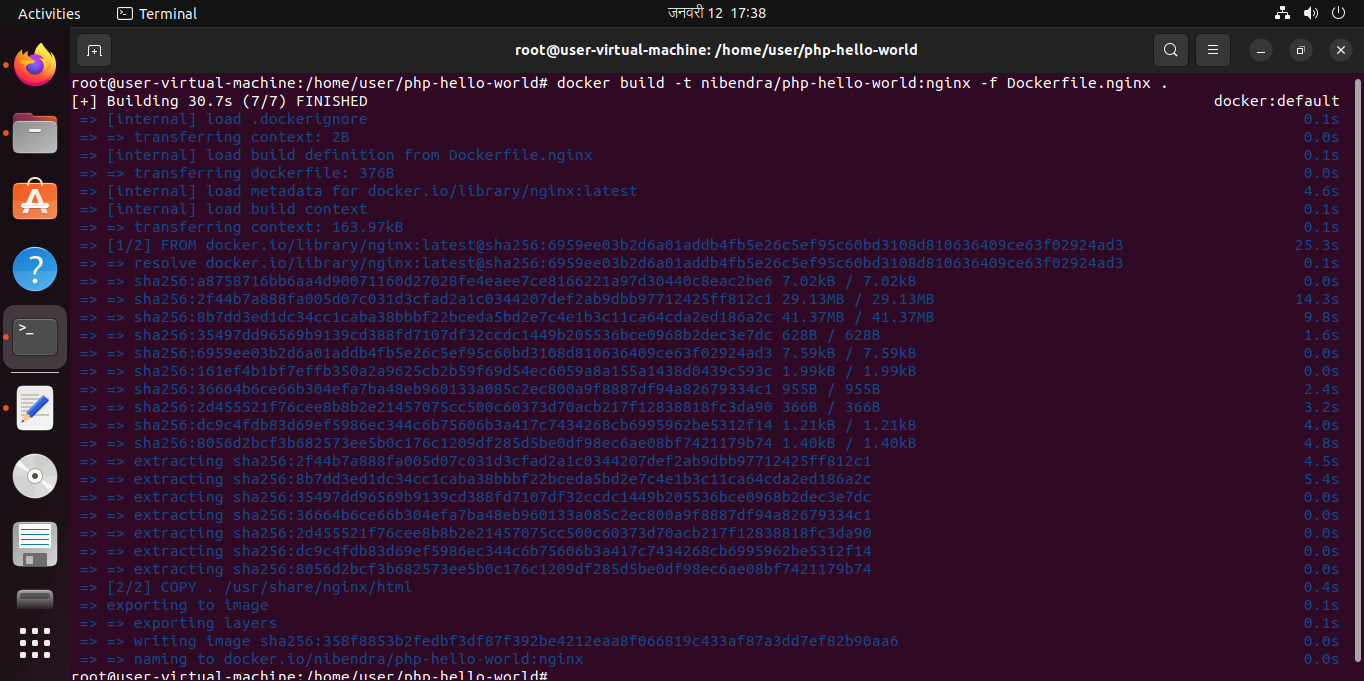 Activities
Terminal
जनवरी 12 17:38
root@user-virtual-machine: /home/user/php-hello-world
root@user-virtual-machine:/home/user/php-hello-world# docker build -t nibendra/php-hello-world:nginx -f Dockerfile.nginx .
[+] Building 30.7s (7/7) FINISHED docker:default
=> [internal] load .dockerignore 0.1s
=> => transferring context: 2B 0.0s
=> [internal] load build definition from Dockerfile.nginx 0.1s
=> => transferring dockerfile: 376B 0.0s
=> [internal] load metadata for docker.io/library/nginx:latest 4.6s
=> [internal] load build context 0.1s
=> => transferring context: 163.97kB 0.1s
=> [1/2] FROM docker.io/library/nginx:latest@sha256:6959ee03b2d6a01addb4fb5e26c5ef95c60bd3108d810636409ce63f02924ad3 25.3s
=> => resolve docker.io/library/nginx:latest@sha256:6959ee03b2d6a01addb4fb5e26c5ef95c60bd3108d810636409ce63f02924ad3 0.1s
=> => sha256:a8758716bb6aa4d90071160d27028fe4eaee7ce8166221a97d30440c8eac2be6 7.02kB / 7.02kB 0.0s
=> => sha256:2f44b7a888fa005d07c031d3cfad2a1c0344207def2ab9dbb97712425ff812c1 29.13MB / 29.13MB 14.3s
=> => sha256:8b7dd3ed1dc34cc1caba38bbbf22bceda5bd2e7c4e1b3c11ca64cda2ed186a2c 41.37MB / 41.37MB 9.8s
=> => sha256:35497dd96569b9139cd388fd7107df32ccdc1449b205536bce0968b2dec3e7dc 628B / 628B 1.6s
=> => sha256:6959ee03b2d6a01addb4fb5e26c5ef95c60bd3108d810636409ce63f02924ad3 7.59kB / 7.59kB 0.0s
=> => sha256:161ef4b1bf7effb350a2a9625cb2b59f69d54ec6059a8a155a1438d0439c593c 1.99kB / 1.99kB 0.0s
=> => sha256:36664b6ce66b304efa7ba48eb960133a085c2ec800a9f8887df94a82679334c1 955B / 955B 2.4s
=> => sha256:2d455521f76cee8b8b2e21457075cc500c60373d70acb217f12838818fc3da90 366B / 366B 3.2s
=> => sha256:dc9c4fdb83d69ef5986ec344c6b75606b3a417c7434268cb6995962be5312f14 1.21kB / 1.21kB 4.0s
=> => sha256:8056d2bcf3b682573ee5b0c176c1209df285d5be0df98ec6ae08bf7421179b74 1.40kB / 1.40kB 4.8s
=> => extracting sha256:2f44b7a888fa005d07c031d3cfad2a1c0344207def2ab9dbb97712425ff812c1 4.5s
=> => extracting sha256:8b7dd3ed1dc34cc1caba38bbbf22bceda5bd2e7c4e1b3c11ca64cda2ed186a2c 5.4s
=> => extracting sha256:35497dd96569b9139cd388fd7107df32ccdc1449b205536bce0968b2dec3e7dc 0.0s
=> => extracting sha256:36664b6ce66b304efa7ba48eb960133a085c2ec800a9f8887df94a82679334c1 0.0s
=> => extracting sha256:2d455521f76cee8b8b2e21457075cc500c60373d70acb217f12838818fc3da90 0.0s
=> => extracting sha256:dc9c4fdb83d69ef5986ec344c6b75606b3a417c7434268cb6995962be5312f14 0.0s
=> => extracting sha256:8056d2bcf3b682573ee5b0c176c1209df285d5be0df98ec6ae08bf7421179b74 0.0s
=> [2/2] COPY . /usr/share/nginx/html 0.4s
=> exporting to image 0.1s
=> => exporting layers 0.1s
=> => writing image sha256:358f8853b2fedbf3df87f392be4212eaa8f066819c433af87a3dd7ef82b90aa6 0.0s
=> => naming to docker.io/nibendra/php-hello-world:nginx 0.0s
root@user-virtual-machine:/home/user/php-hello-world#